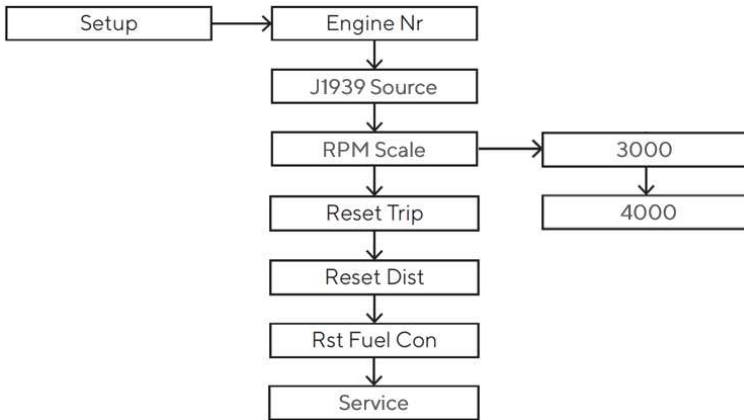 Setup
Engine Nr
J1939 Source
RPM Scale
3000
4000
Reset Trip
Reset Dist
Rst Fuel Con
Service